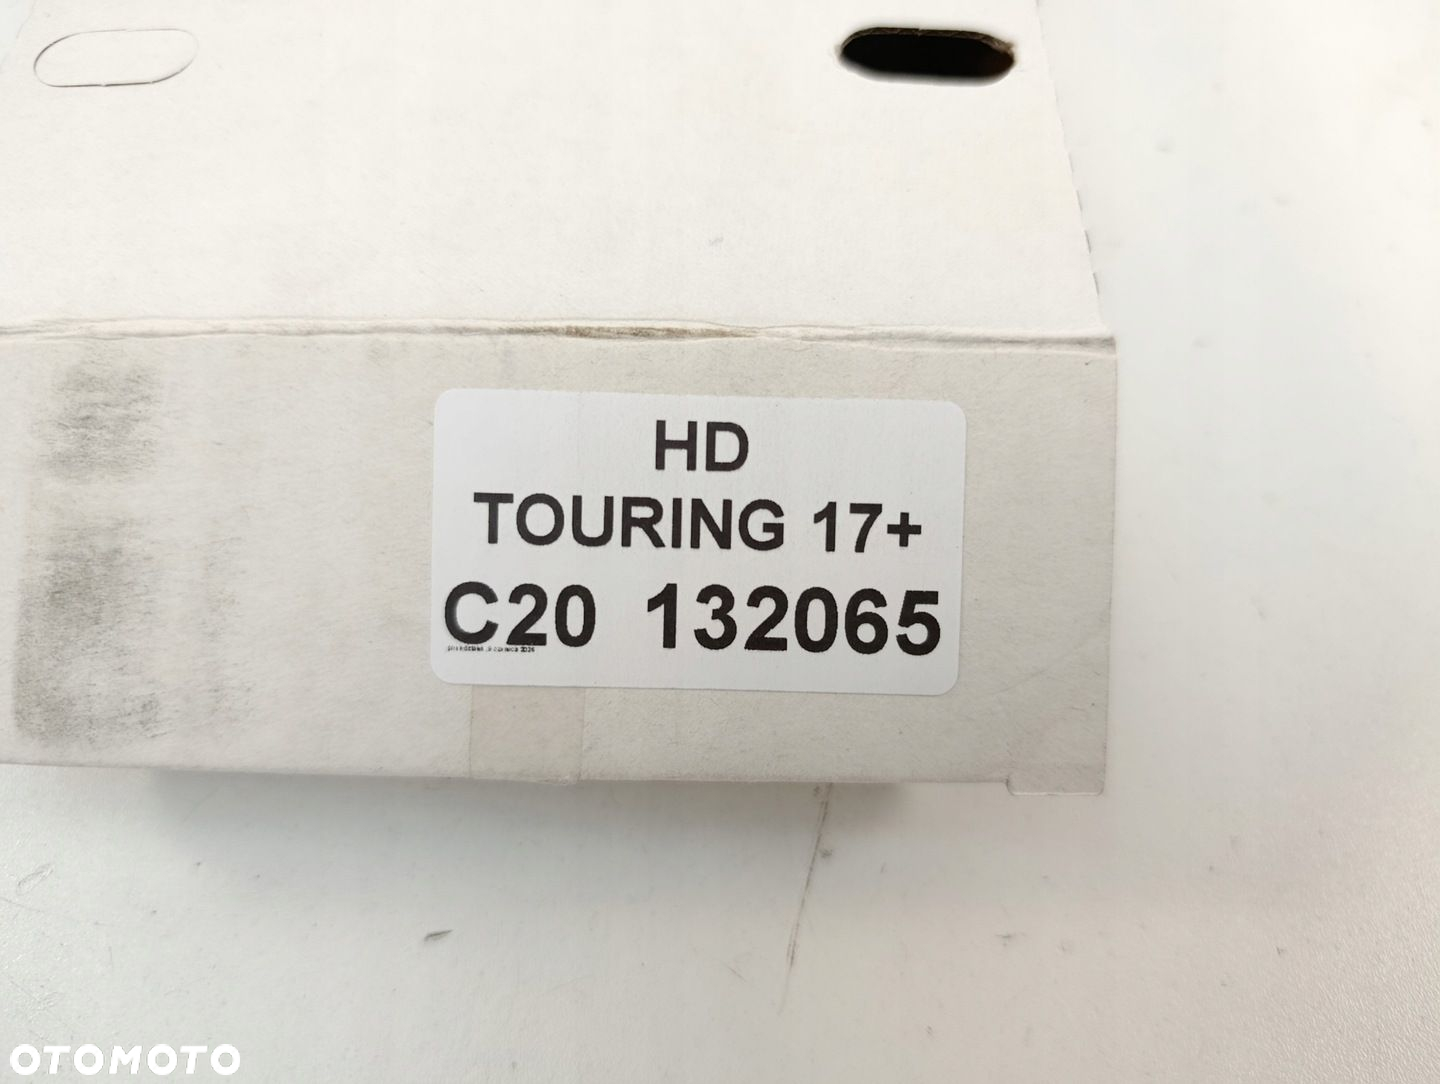 HD
TOURING 17+
C20 132065
OTOMOTO